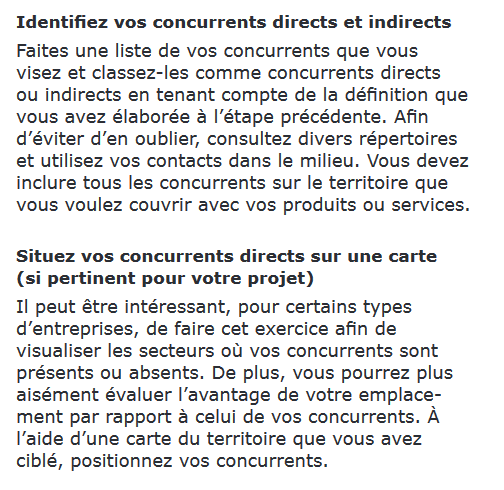 Identifiez vos concurrents directs et indirects
Faites une liste de vos concurrents que vous
visez et classez-les comme concurrents directs
ou indirects en tenant compte de la définition que
vous avez élaborée à l’étape précédente. Afin
d’éviter d’en oublier, consultez divers répertoires
et utilisez vos contacts dans le milieu. Vous devez
inclure tous les concurrents sur le territoire que
vous voulez couvrir avec vos produits ou services.
Situez vos concurrents directs sur une carte
(si pertinent pour votre projet)
Il peut être intéressant, pour certains types
d’entreprises, de faire cet exercice afin de
visualiser les secteurs où vos concurrents sont
présents ou absents. De plus, vous pourrez plus
aisément évaluer l’avantage de votre emplace-
ment par rapport à celui de vos concurrents. À
l’aide d’une carte du territoire que vous avez
ciblé, positionnez vos concurrents.